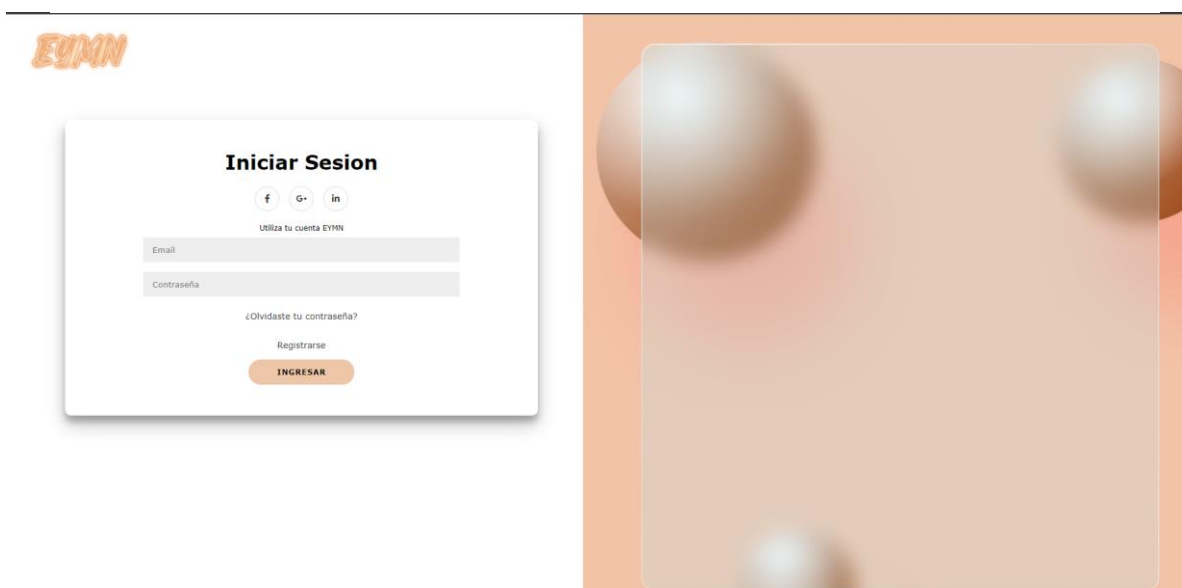 EYMN
Iniciar Sesion
f G+ in
Utiliza tu cuenta EYMN
Email
Contraseña
¿Olvidaste tu contraseña?
Registrarse
INGRESAR